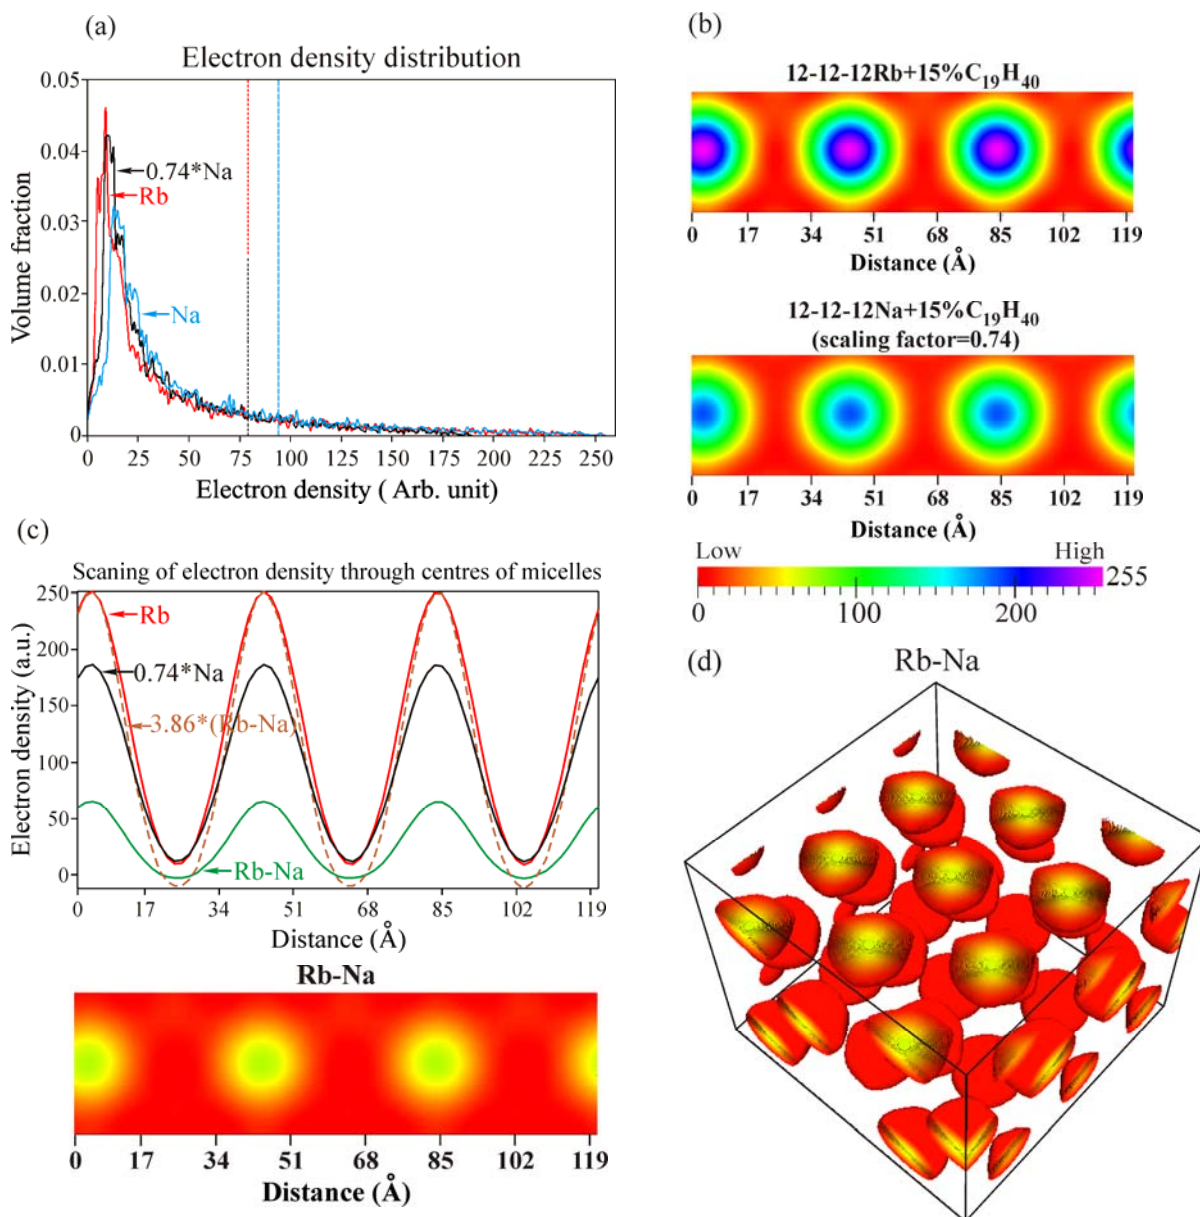 (a)
Electron density distribution
0.05
0.04
0.03
0.02
0.01
0
Volume fraction
0.74*Na
Rb
Na
0 25 50 75 100 125 150 175 200 225 250
Electron density ( Arb. unit)
(b)
12-12-12Rb+15%C₁₉H₄₀
0 17 34 51 68 85 102 119
Distance (Å)
12-12-12Na+15%C₁₉H₄₀
(scaling factor=0.74)
0 17 34 51 68 85 102 119
Distance (Å)
Low High
255
0 100 200
(c)
Scaning of electron density through centres of micelles
250
200
150
100
50
0
Electron density (a.u.)
Rb
0.74*Na
3.86*(Rb-Na)
Rb-Na
0 17 34 51 68 85 102 119
Distance (Å)
Rb-Na
0 17 34 51 68 85 102 119
Distance (Å)
(d)
Rb-Na